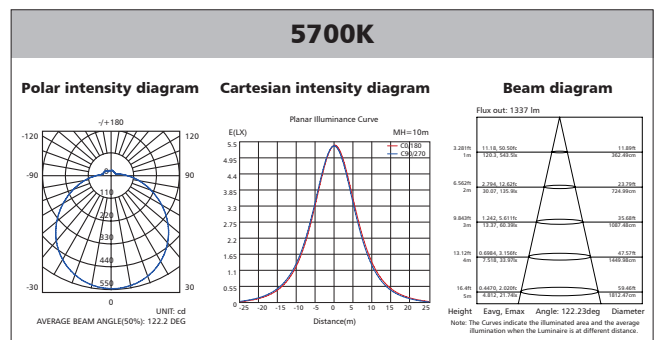 5700K
Polar intensity diagram
-/+180
-120
120
-90
90
0
110
220
330
440
550
-30
30
0
UNIT: cd
AVERAGE BEAM ANGLE(50%): 122.2 DEG
Cartesian intensity diagram
Planar Illuminance Curve
E(LX)
MH=10m
C0/180
C90/270
5.5
4.95
4.4
3.85
3.3
2.75
2.2
1.65
1.1
0.55
0
-25 -20 -15 -10 -5 0 5 10 15 20 25
Distance(m)
Beam diagram
Flux out: 1337 lm
3.281ft 11.18, 50.50fc 11.89ft
1m 120.3, 543.5lx 362.49cm
6.562ft 2.794, 12.62fc 23.79ft
2m 30.07, 135.9lx 724.99cm
9.843ft 1.242, 5.611fc 35.68ft
3m 13.37, 60.39lx 1087.48cm
13.12ft 0.6984, 3.156fc 47.57ft
4m 7.518, 33.97lx 1449.98cm
16.4ft 0.4470, 2.020fc 59.46ft
5m 4.812, 21.74lx 1812.47cm
Height Eavg, Emax Angle: 122.23deg Diameter
Note: The Curves indicate the illuminated area and the average
illumination when the Luminaire is at different distance.